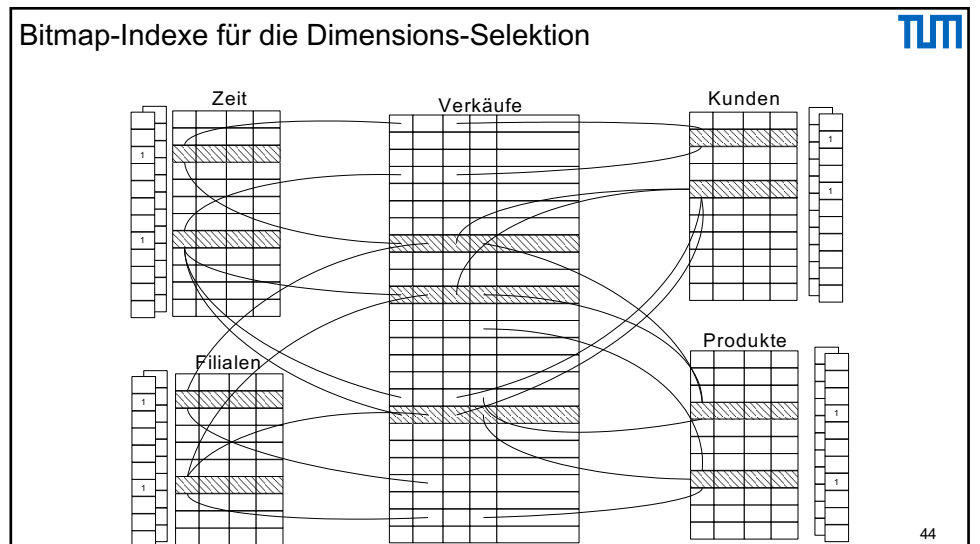 Bitmap-Indexe für die Dimensions-Selektion
TUM
Zeit
Verkäufe
Kunden
1
1
1
1
Filialen
Produkte
1
1
1
1
44